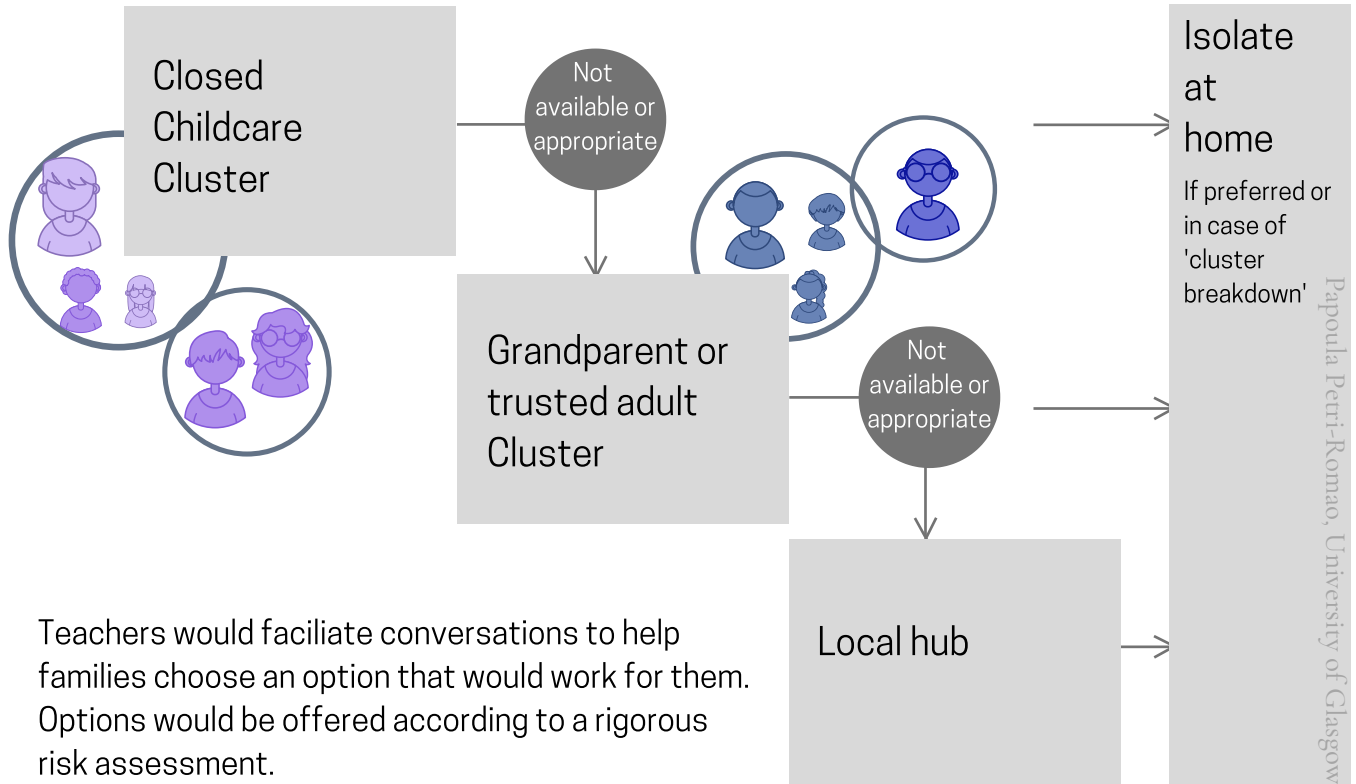 Closed
Childcare
Cluster
Not
available or
appropriate
Isolate
at
home
If preferred or
in case of
'cluster
breakdown'
Grandparent or
trusted adult
Cluster
Not
available or
appropriate
Local hub
Teachers would faciliate conversations to help
families choose an option that would work for them.
Options would be offered according to a rigorous
risk assessment.
Papoula Petri-Romao, University of Glasgow